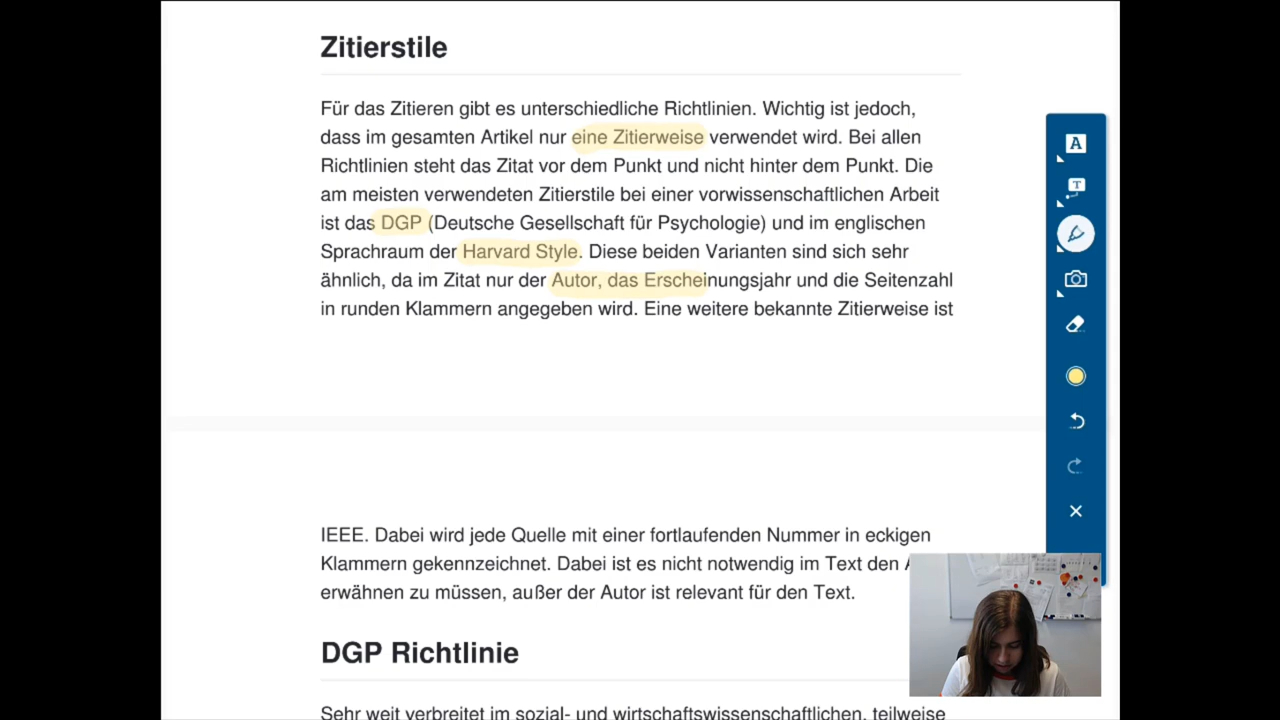 Zitierstile
Für das Zitieren gibt es unterschiedliche Richtlinien. Wichtig ist jedoch,
dass im gesamten Artikel nur eine Zitierweise verwendet wird. Bei allen
Richtlinien steht das Zitat vor dem Punkt und nicht hinter dem Punkt. Die
am meisten verwendeten Zitierstile bei einer vorwissenschaftlichen Arbeit
ist das DGP (Deutsche Gesellschaft für Psychologie) und im englischen
Sprachraum der Harvard Style. Diese beiden Varianten sind sich sehr
ähnlich, da im Zitat nur der Autor, das Erscheinungsjahr und die Seitenzahl
in runden Klammern angegeben wird. Eine weitere bekannte Zitierweise ist
A
T
IEEE. Dabei wird jede Quelle mit einer fortlaufenden Nummer in eckigen
Klammern gekennzeichnet. Dabei ist es nicht notwendig im Text den
erwähnen zu müssen, außer der Autor ist relevant für den Text.
DGP Richtlinie
Sehr weit verbreitet im sozial- und wirtschaftswissenschaftlichen, teilweise